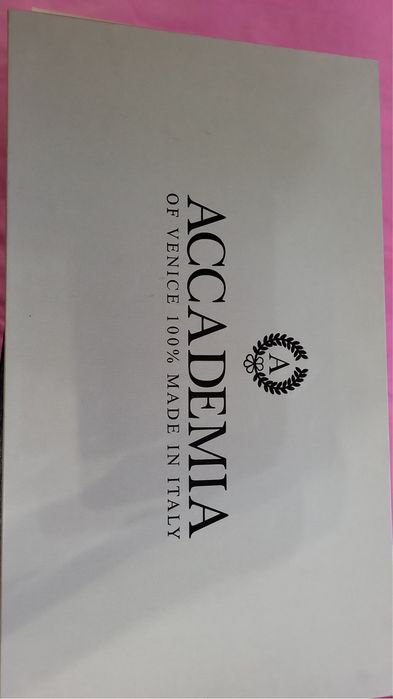 A
ACCADEMIA
OF VENICE 100% MADE IN ITALY